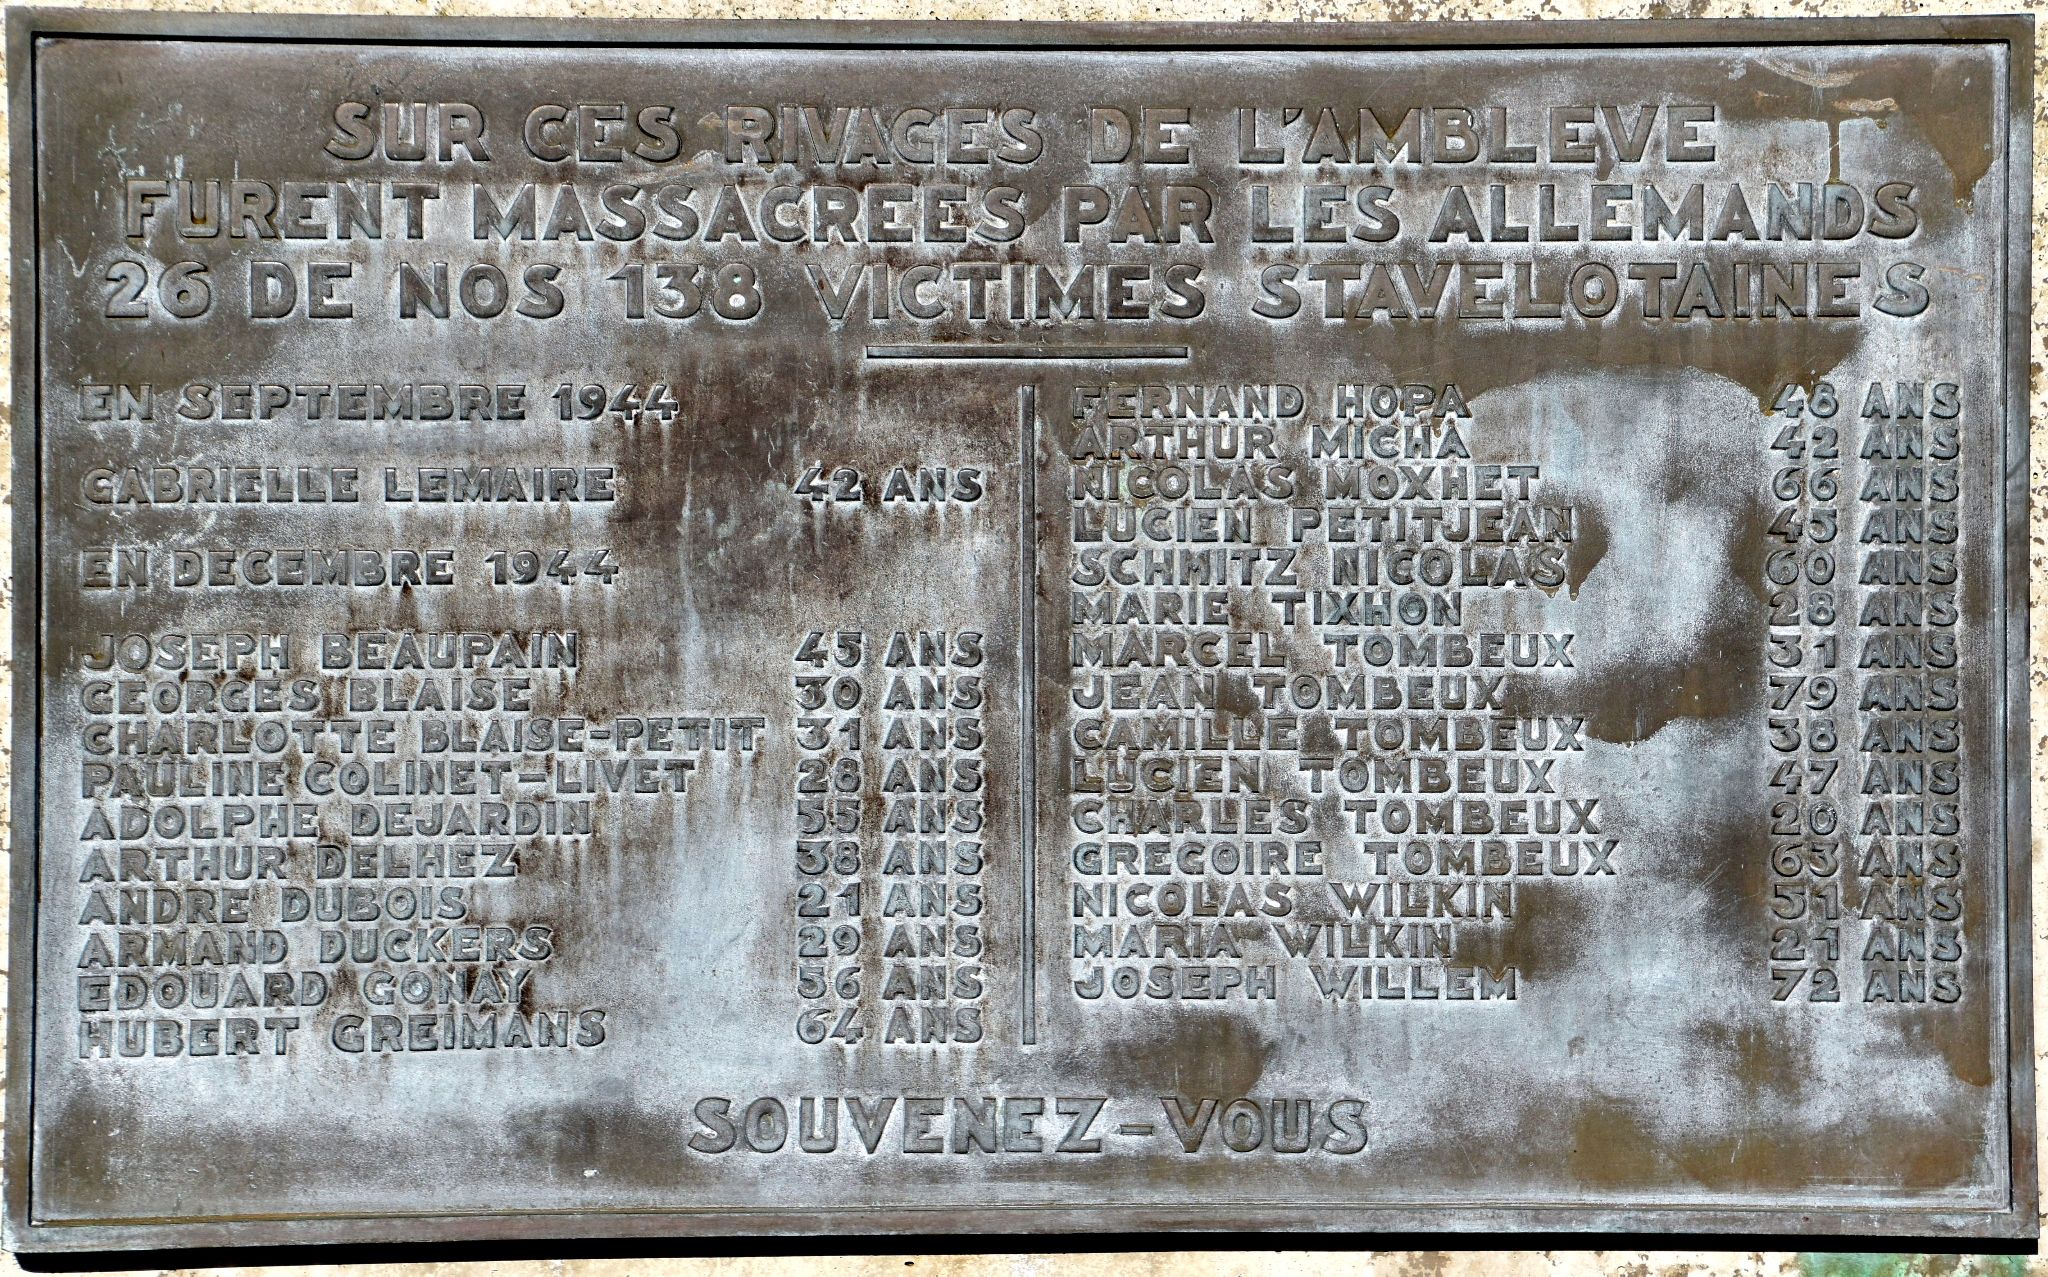 SUR CES RIVAGES DE L'AMBLEVE
FURENT MASSACREES PAR LES ALLEMANDS
26 DE NOS 138 VICTIMES STAVELOTAINES
EN SEPTEMBRE 1944
GABRIELLE LEMAIRE 42 ANS
EN DECEMBRE 1944
JOSEPH BEAUPAIN 45 ANS
GEORGES BLAISE 30 ANS
CHARLOTTE BLAISE-PETIT 31 ANS
PAULINE COLINET-LIVET 28 ANS
ADOLPHE DEJARDIN 55 ANS
ARTHUR DELHEZ 38 ANS
ANDRE DUBOIS 21 ANS
ARMAND DUCKERS 29 ANS
EDOUARD GONAY 56 ANS
HUBERT GREIMANS 64 ANS
FERNAND HOPA 48 ANS
ARTHUR MICHA 42 ANS
NICOLAS MOXHET 66 ANS
LUCIEN PETITJEAN 45 ANS
SCHMITZ NICOLAS 60 ANS
MARIE TIXHON 28 ANS
MARCEL TOMBEUX 31 ANS
JEAN TOMBEUX 79 ANS
CAMILLE TOMBEUX 38 ANS
LUCIEN TOMBEUX 47 ANS
CHARLES TOMBEUX 20 ANS
GREGOIRE TOMBEUX 63 ANS
NICOLAS WILKIN 51 ANS
MARIA WILKIN 21 ANS
JOSEPH WILLEM 72 ANS
SOUVENEZ-VOUS